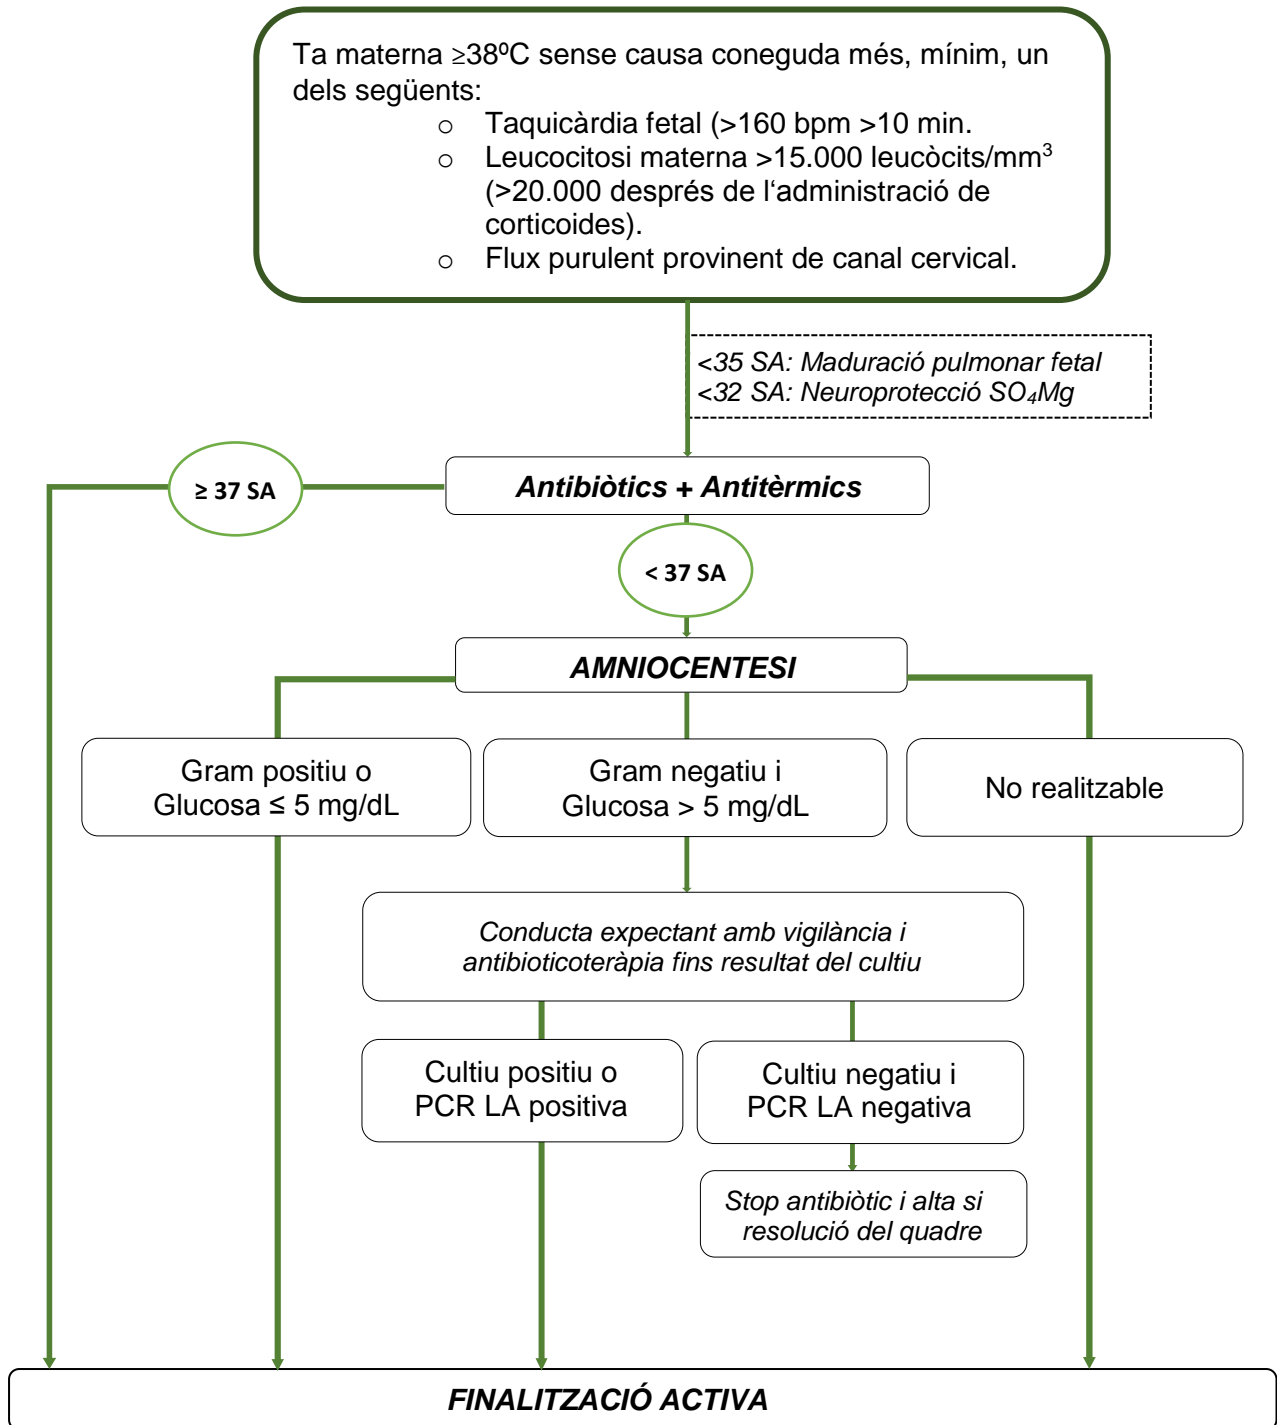 Ta materna ≥38ºC sense causa coneguda més, mínim, un
dels següents:
o Taquicàrdia fetal (>160 bpm >10 min.
o Leucocitosi materna >15.000 leucòcits/mm³
(>20.000 després de l‘administració de
corticoides).
o Flux purulent provinent de canal cervical.
<35 SA: Maduració pulmonar fetal
<32 SA: Neuroprotecció SO₄Mg
≥ 37 SA
Antibiòtics + Antitèrmics
< 37 SA
AMNIOCENTESI
Gram positiu o
Glucosa ≤ 5 mg/dL
Gram negatiu i
Glucosa > 5 mg/dL
No realitzable
Conducta expectant amb vigilància i
antibioticoteràpia fins resultat del cultiu
Cultiu positiu o
PCR LA positiva
Cultiu negatiu i
PCR LA negativa
Stop antibiòtic i alta si
resolució del quadre
FINALITZACIÓ ACTIVA